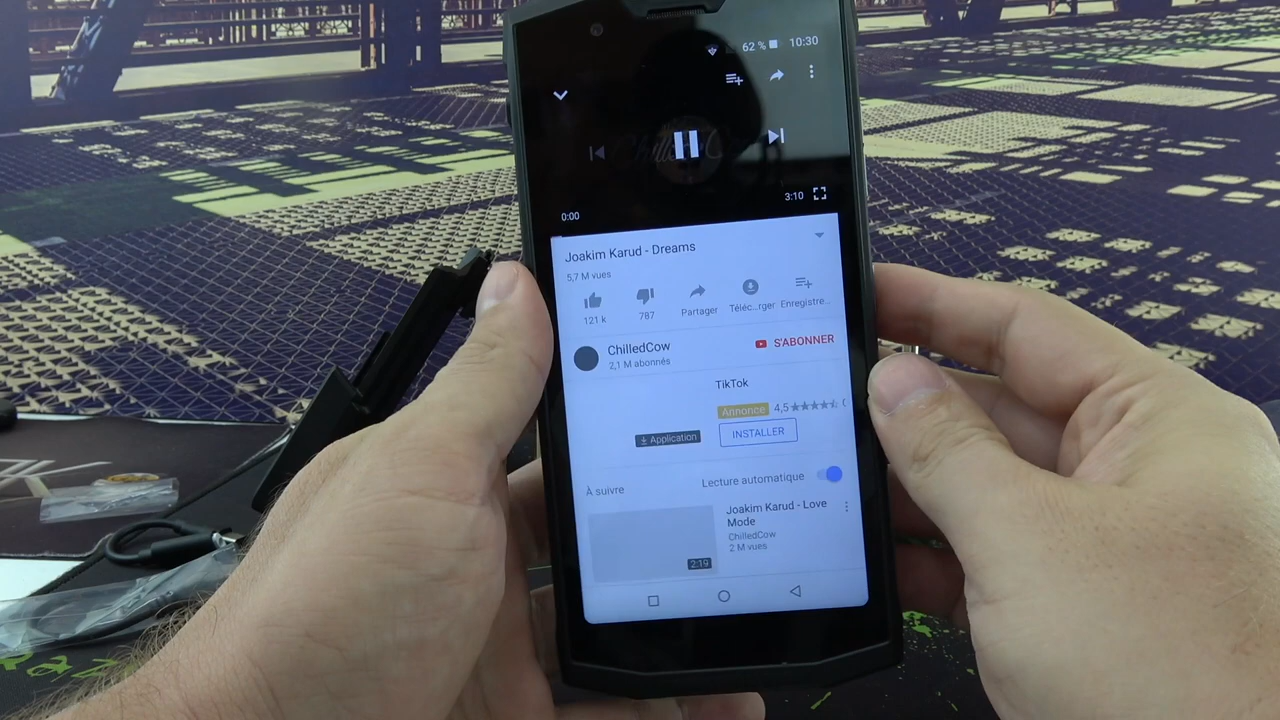 62 % 10:30
0:00 3:10
Joakim Karud - Dreams
5,7 M vues
121 k 787 Partager Téléc...rger Enregistre...
ChilledCow S'ABONNER
2,1 M abonnés
TikTok
Annonce 4,5
Application INSTALLER
À suivre Lecture automatique
Joakim Karud - Love
Mode
ChilledCow
2 M vues
2:19